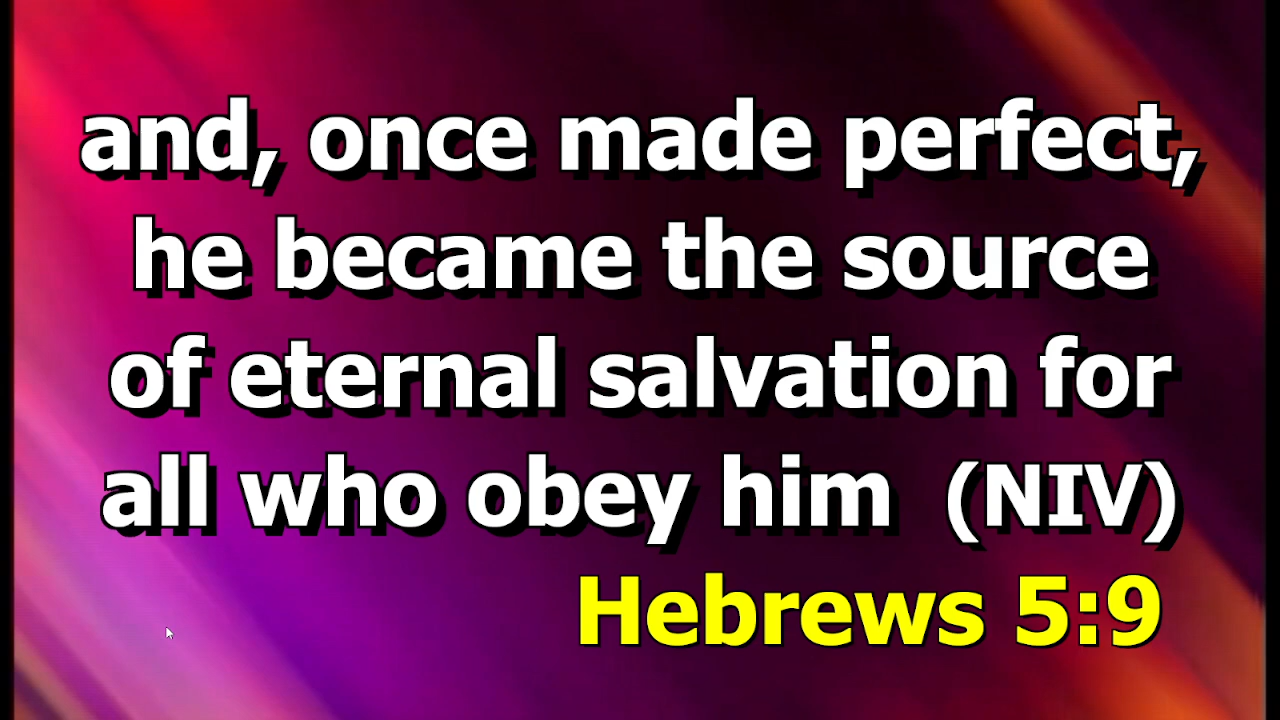 and, once made perfect,
he became the source
of eternal salvation for
all who obey him (NIV)
Hebrews 5:9